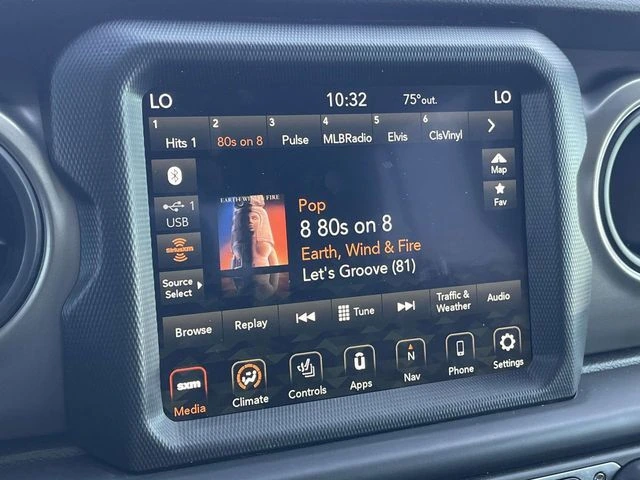 LO 10:32 75°out. LO
1 Hits 1 2 80s on 8 3 Pulse 4 MLBRadio 5 Elvis 6 ClsVinyl
Map
1
USB
Fav
EARTH WIND & FIRE
Pop
8 80s on 8
SiriusXM
Earth, Wind & Fire
Let's Groove (81)
Source
Select
Browse Replay Tune Traffic &
Weather Audio
sxm
Media Climate Controls Apps N Nav Phone Settings